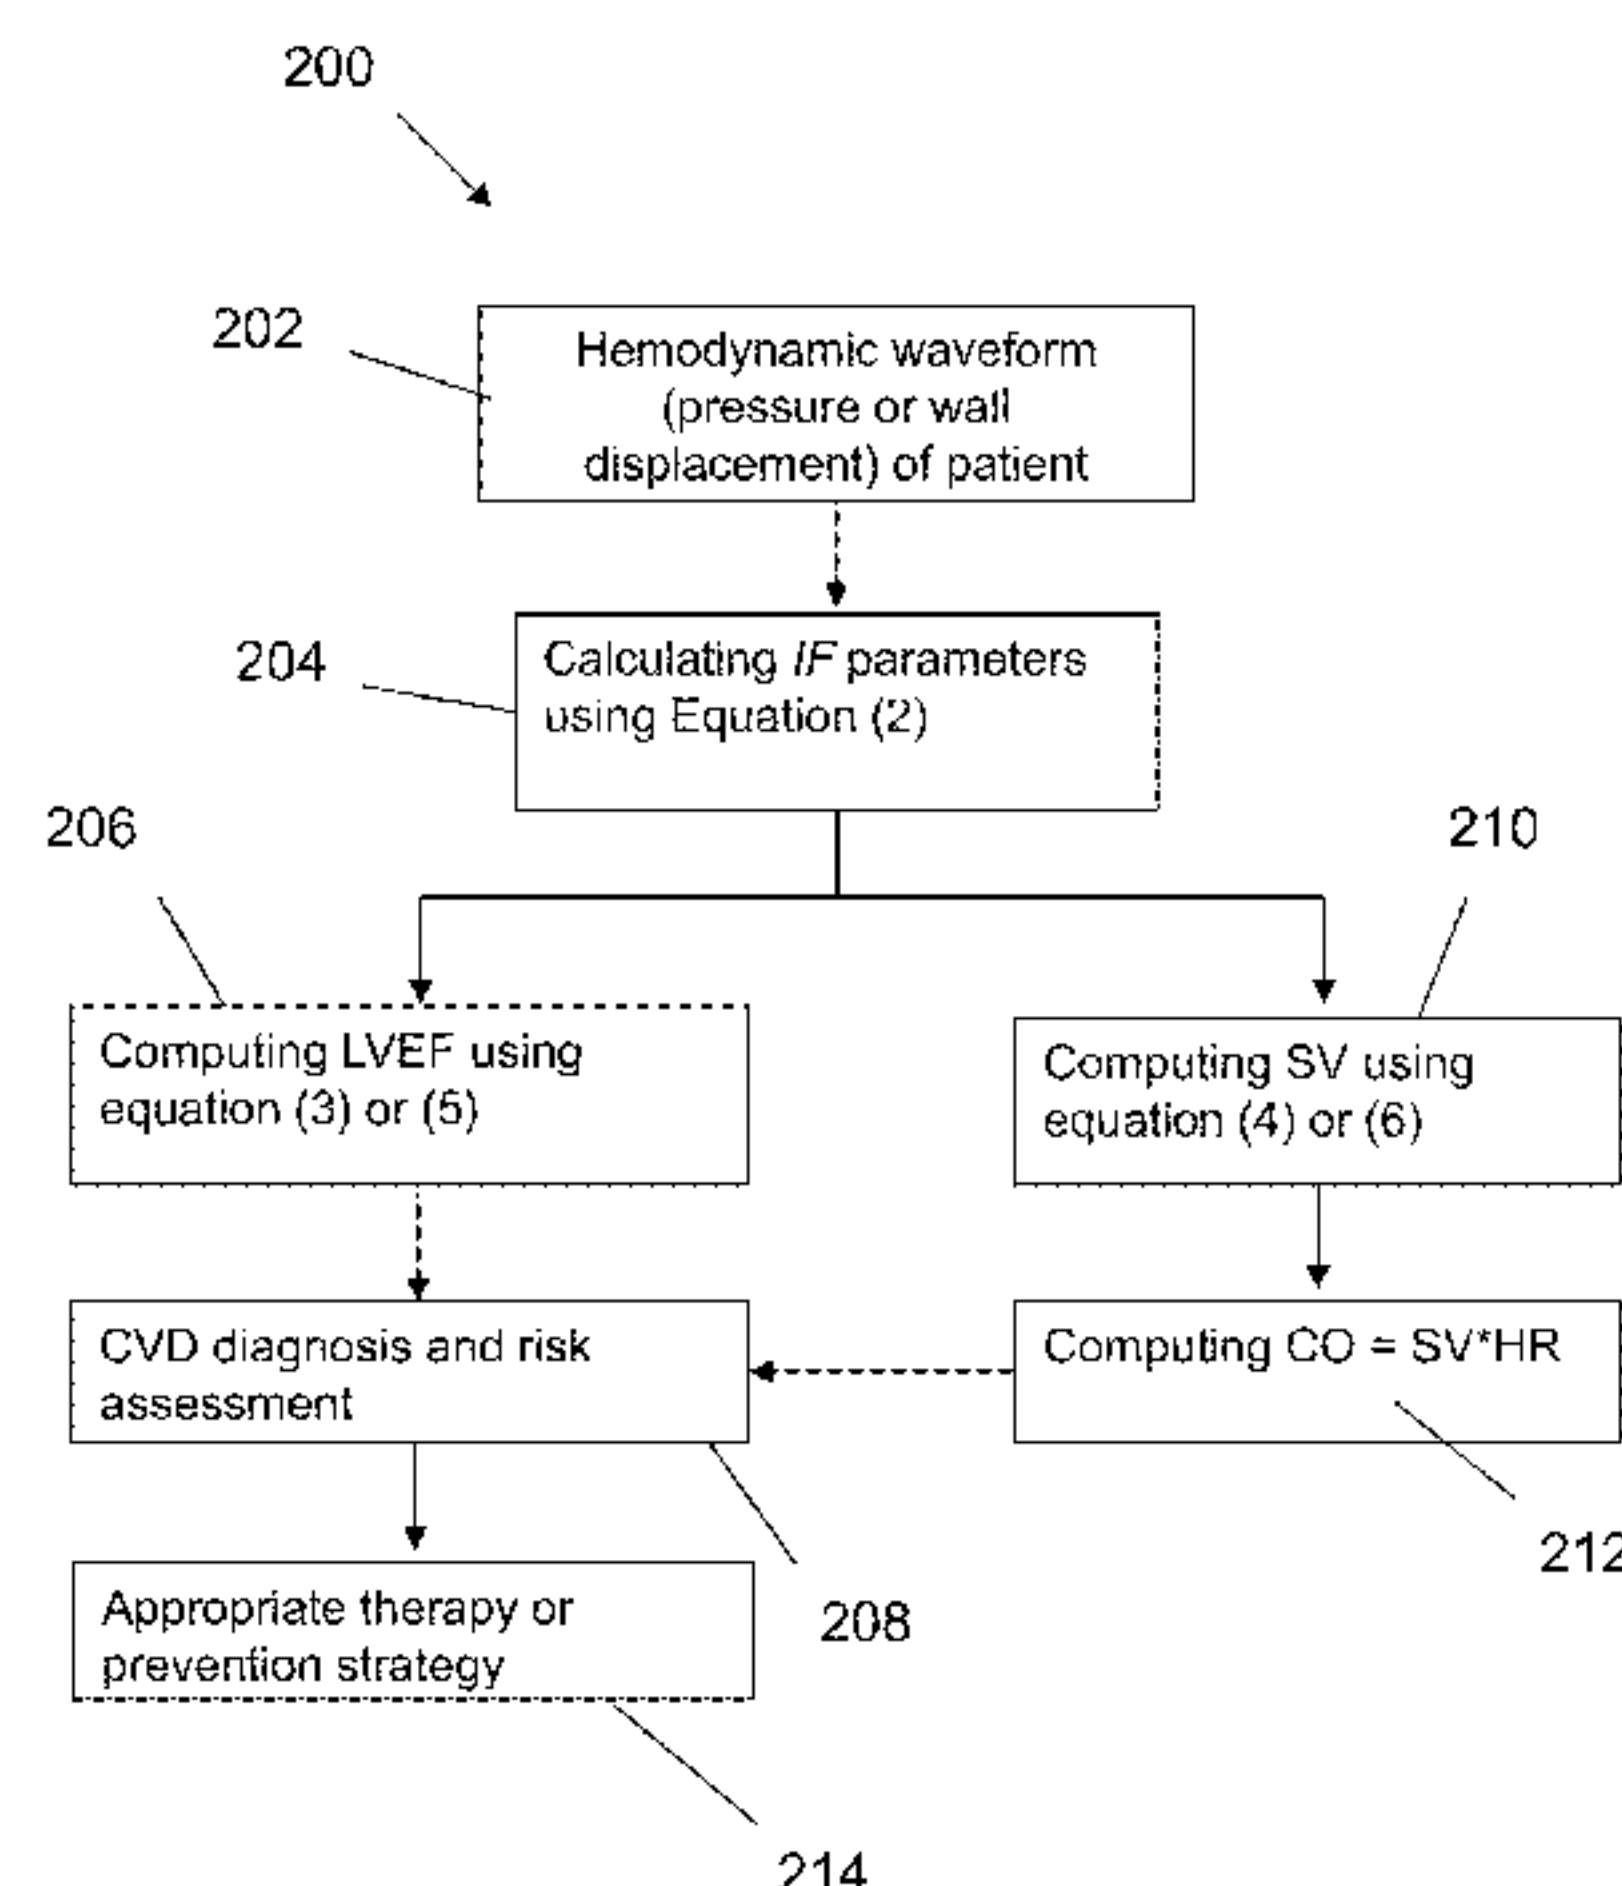 200
202
Hemodynamic waveform
(pressure or wall
displacement) of patient
204
Calculating IF parameters
using Equation (2)
206
210
Computing LVEF using
equation (3) or (5)
Computing SV using
equation (4) or (6)
CVD diagnosis and risk
assessment
Computing CO = SV*HR
212
208
Appropriate therapy or
prevention strategy
214